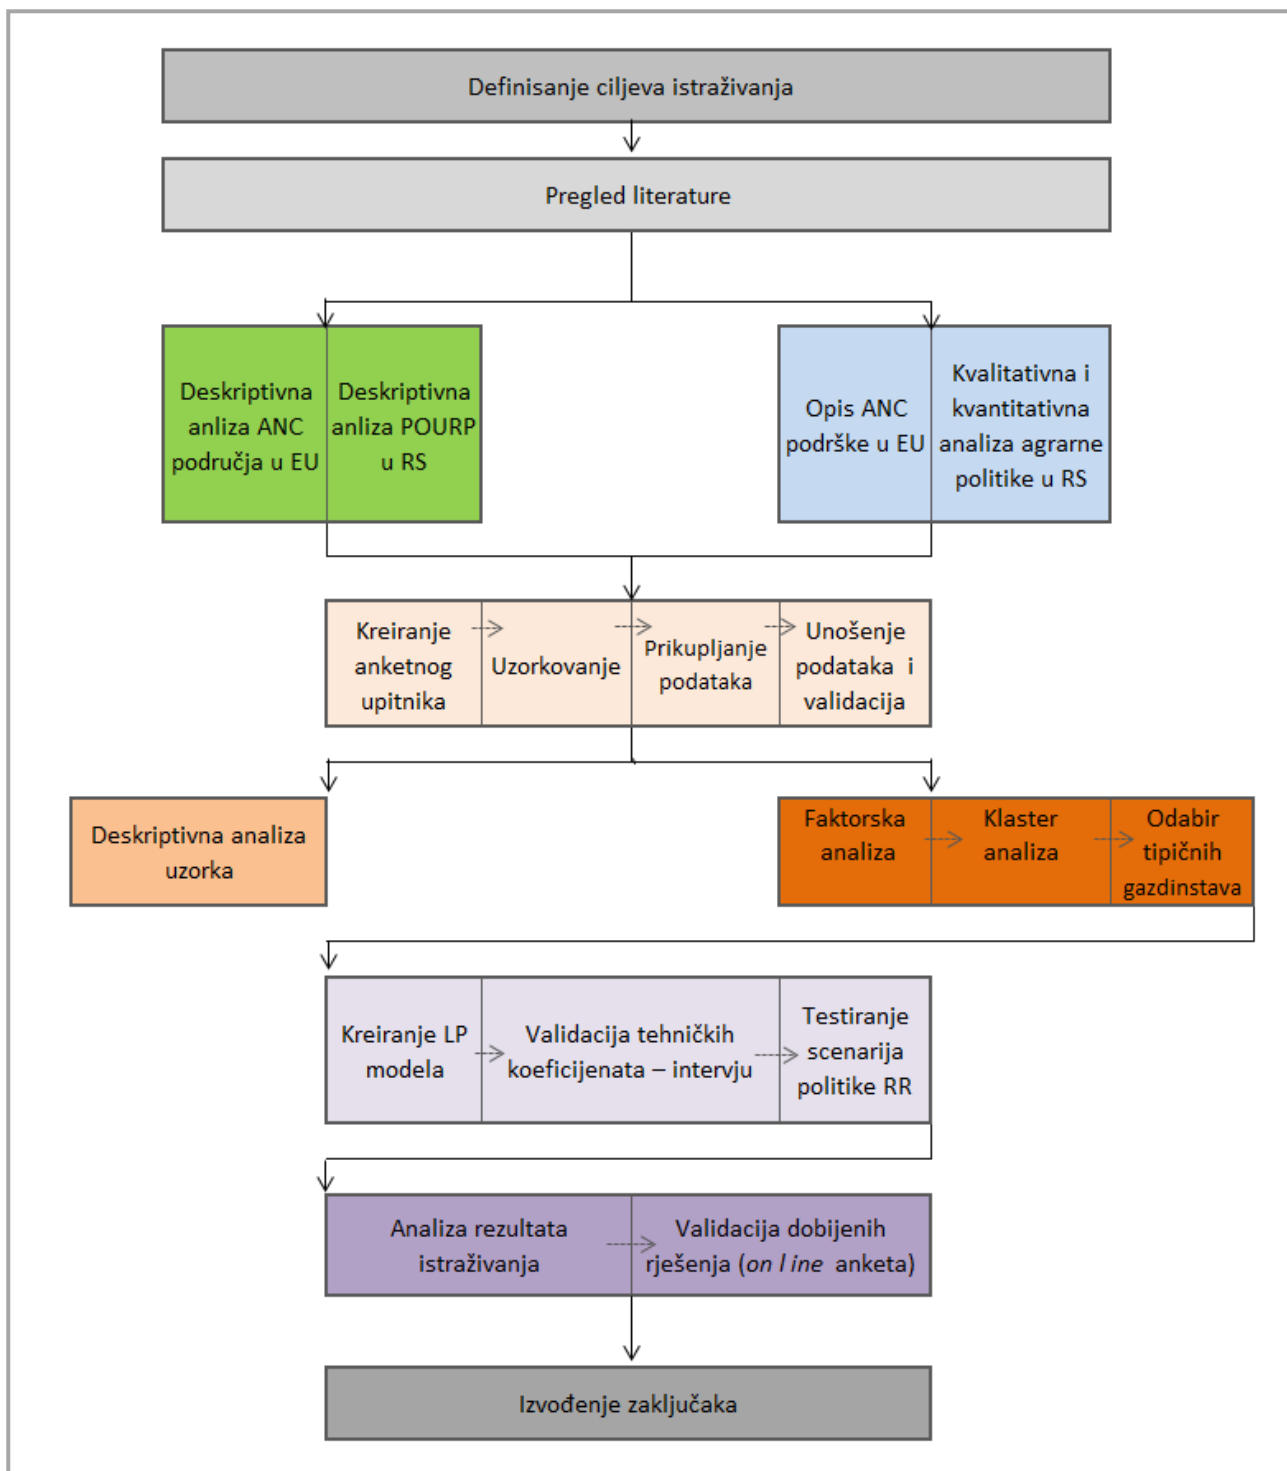 Definisanje ciljeva istraživanja
Pregled literature
Deskriptivna
anliza ANC
područja u EU
Deskriptivna
anliza POURP
u RS
Opis ANC
podrške u EU
Kvalitativna i
kvantitativna
analiza agrarne
politike u RS
Kreiranje
anketnog
upitnika
Uzorkovanje
Prikupljanje
podataka
Unošenje
podataka i
validacija
Deskriptivna analiza
uzorka
Faktorska
analiza
Klaster
analiza
Odabir
tipičnih
gazdinstava
Kreiranje LP
modela
Validacija tehničkih
koeficijenata – intervju
Testiranje
scenarija
politike RR
Analiza rezultata
istraživanja
Validacija dobijenih
rješenja (on l ine anketa)
Izvođenje zaključaka